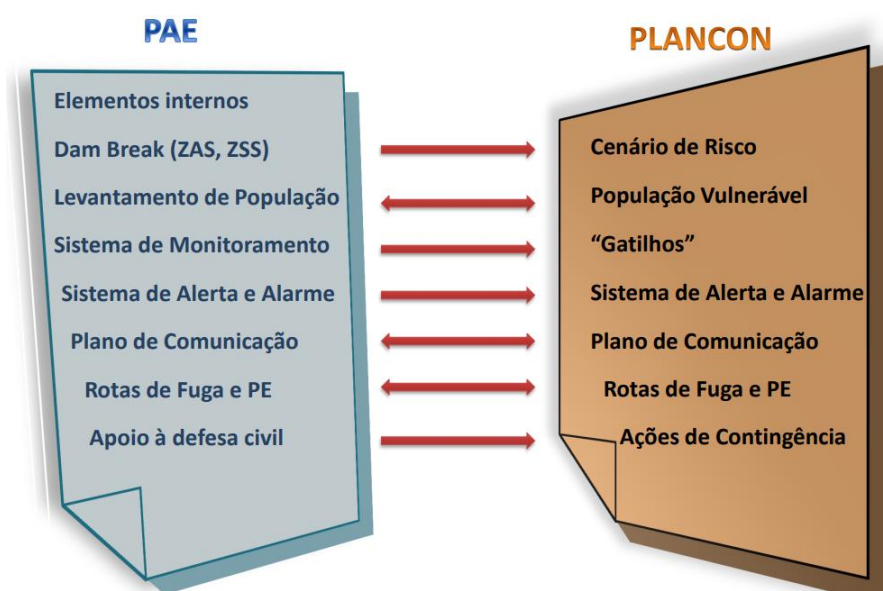 PAE
PLANCON
Elementos internos
Dam Break (ZAS, ZSS)
Cenário de Risco
Levantamento de População
População Vulnerável
Sistema de Monitoramento
“Gatilhos”
Sistema de Alerta e Alarme
Sistema de Alerta e Alarme
Plano de Comunicação
Plano de Comunicação
Rotas de Fuga e PE
Rotas de Fuga e PE
Apoio à defesa civil
Ações de Contingência